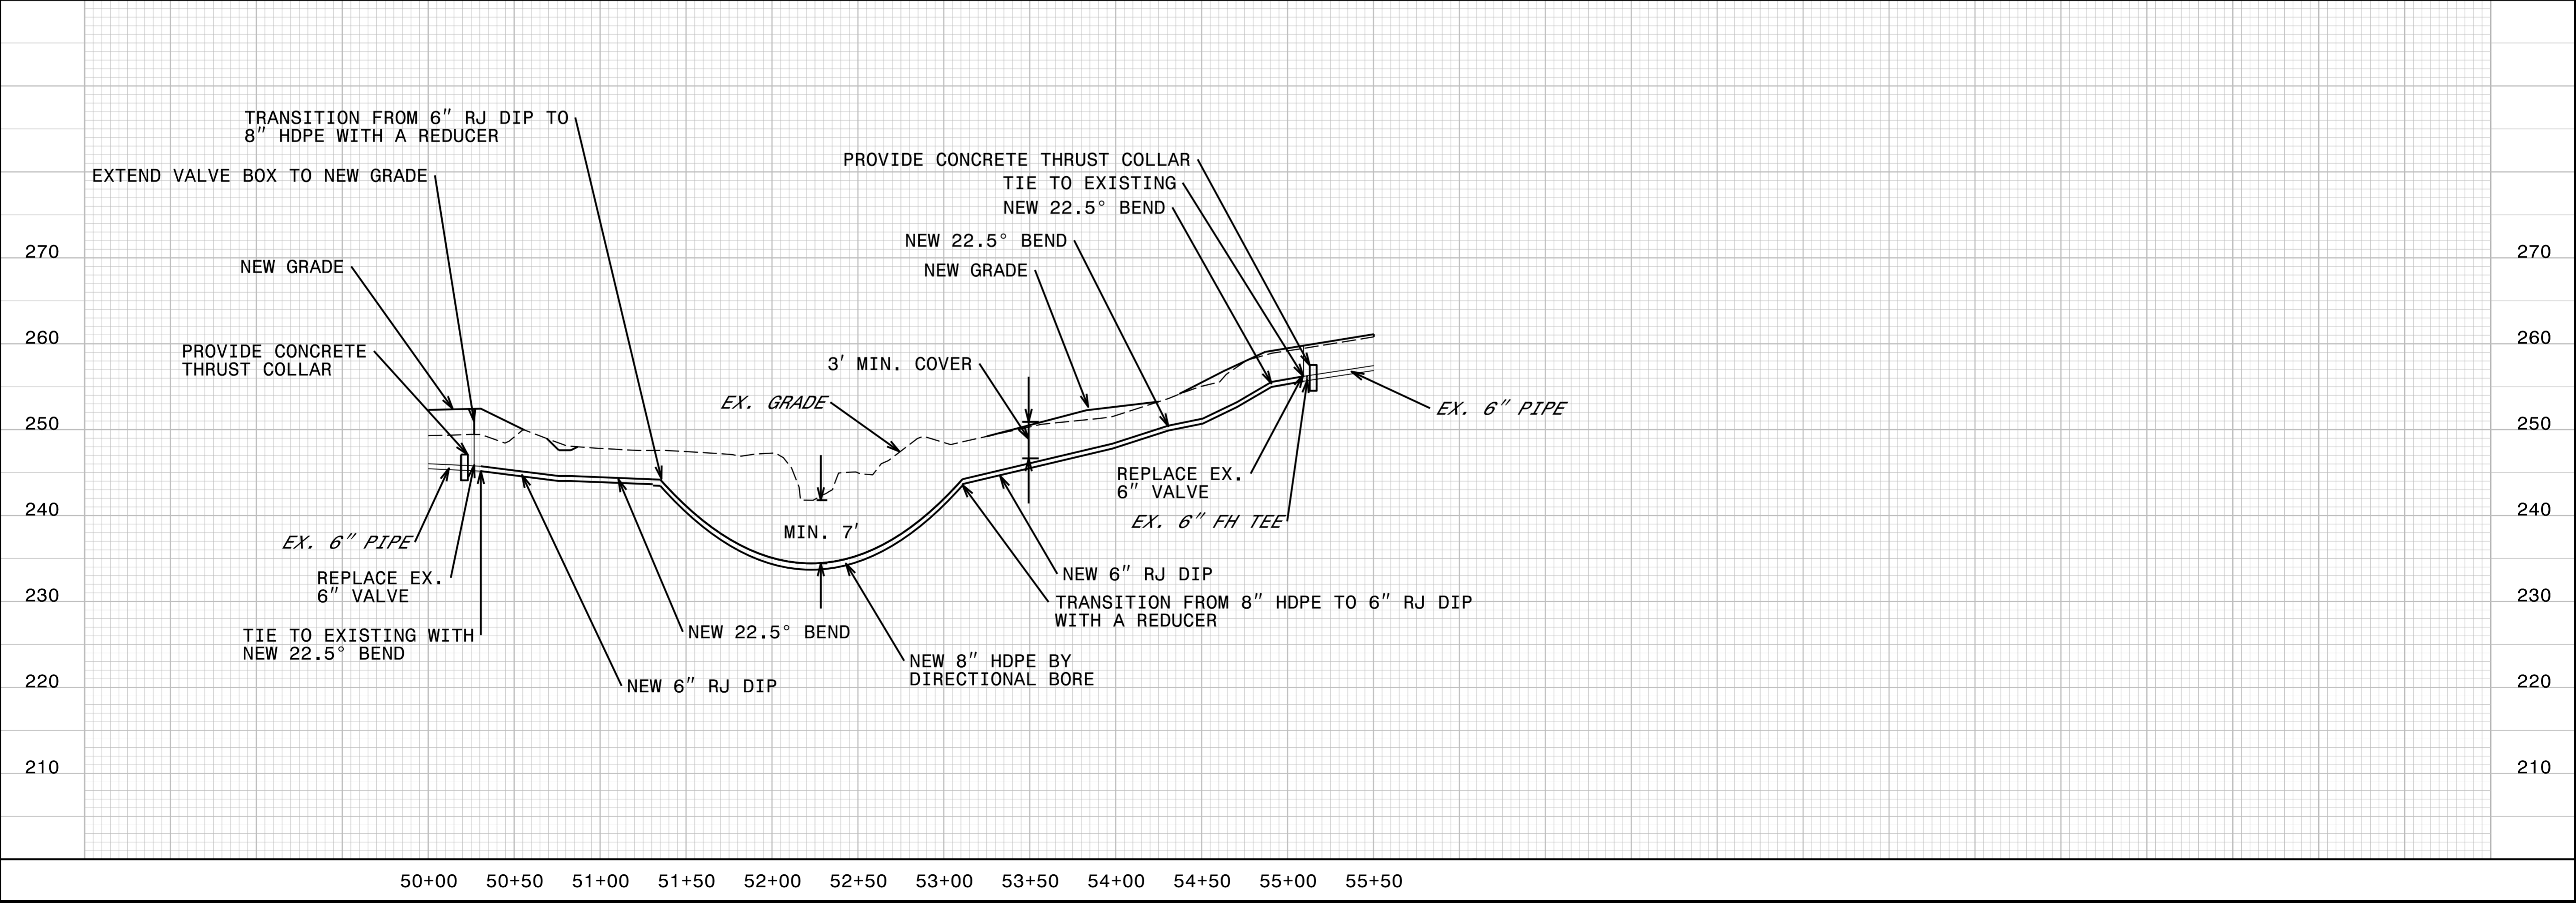 TRANSITION FROM 6" RJ DIP TO
8" HDPE WITH A REDUCER
EXTEND VALVE BOX TO NEW GRADE
NEW GRADE
PROVIDE CONCRETE
THRUST COLLAR
PROVIDE CONCRETE THRUST COLLAR
TIE TO EXISTING
NEW 22.5° BEND
NEW 22.5° BEND
NEW GRADE
3' MIN. COVER
EX. GRADE
EX. 6" PIPE
REPLACE EX.
6" VALVE
EX. 6" FH TEE
MIN. 7'
EX. 6" PIPE
REPLACE EX.
6" VALVE
TIE TO EXISTING WITH
NEW 22.5° BEND
NEW 6" RJ DIP
NEW 22.5° BEND
NEW 8" HDPE BY
DIRECTIONAL BORE
NEW 6" RJ DIP
TRANSITION FROM 8" HDPE TO 6" RJ DIP
WITH A REDUCER
270
260
250
240
230
220
210
270
260
250
240
230
220
210
50+00 50+50 51+00 51+50 52+00 52+50 53+00 53+50 54+00 54+50 55+00 55+50